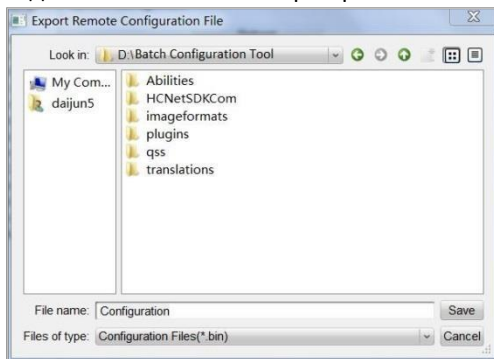 Export Remote Configuration File
Look in: D:\Batch Configuration Tool
My Com...
daijun5
Abilities
HCNetSDKCom
imageformats
plugins
qss
translations
File name: Configuration Save
Files of type: Configuration Files(*.bin) Cancel